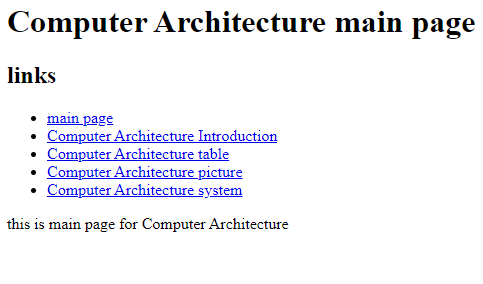 Computer Architecture main page
links
main page
Computer Architecture Introduction
Computer Architecture table
Computer Architecture picture
Computer Architecture system
this is main page for Computer Architecture